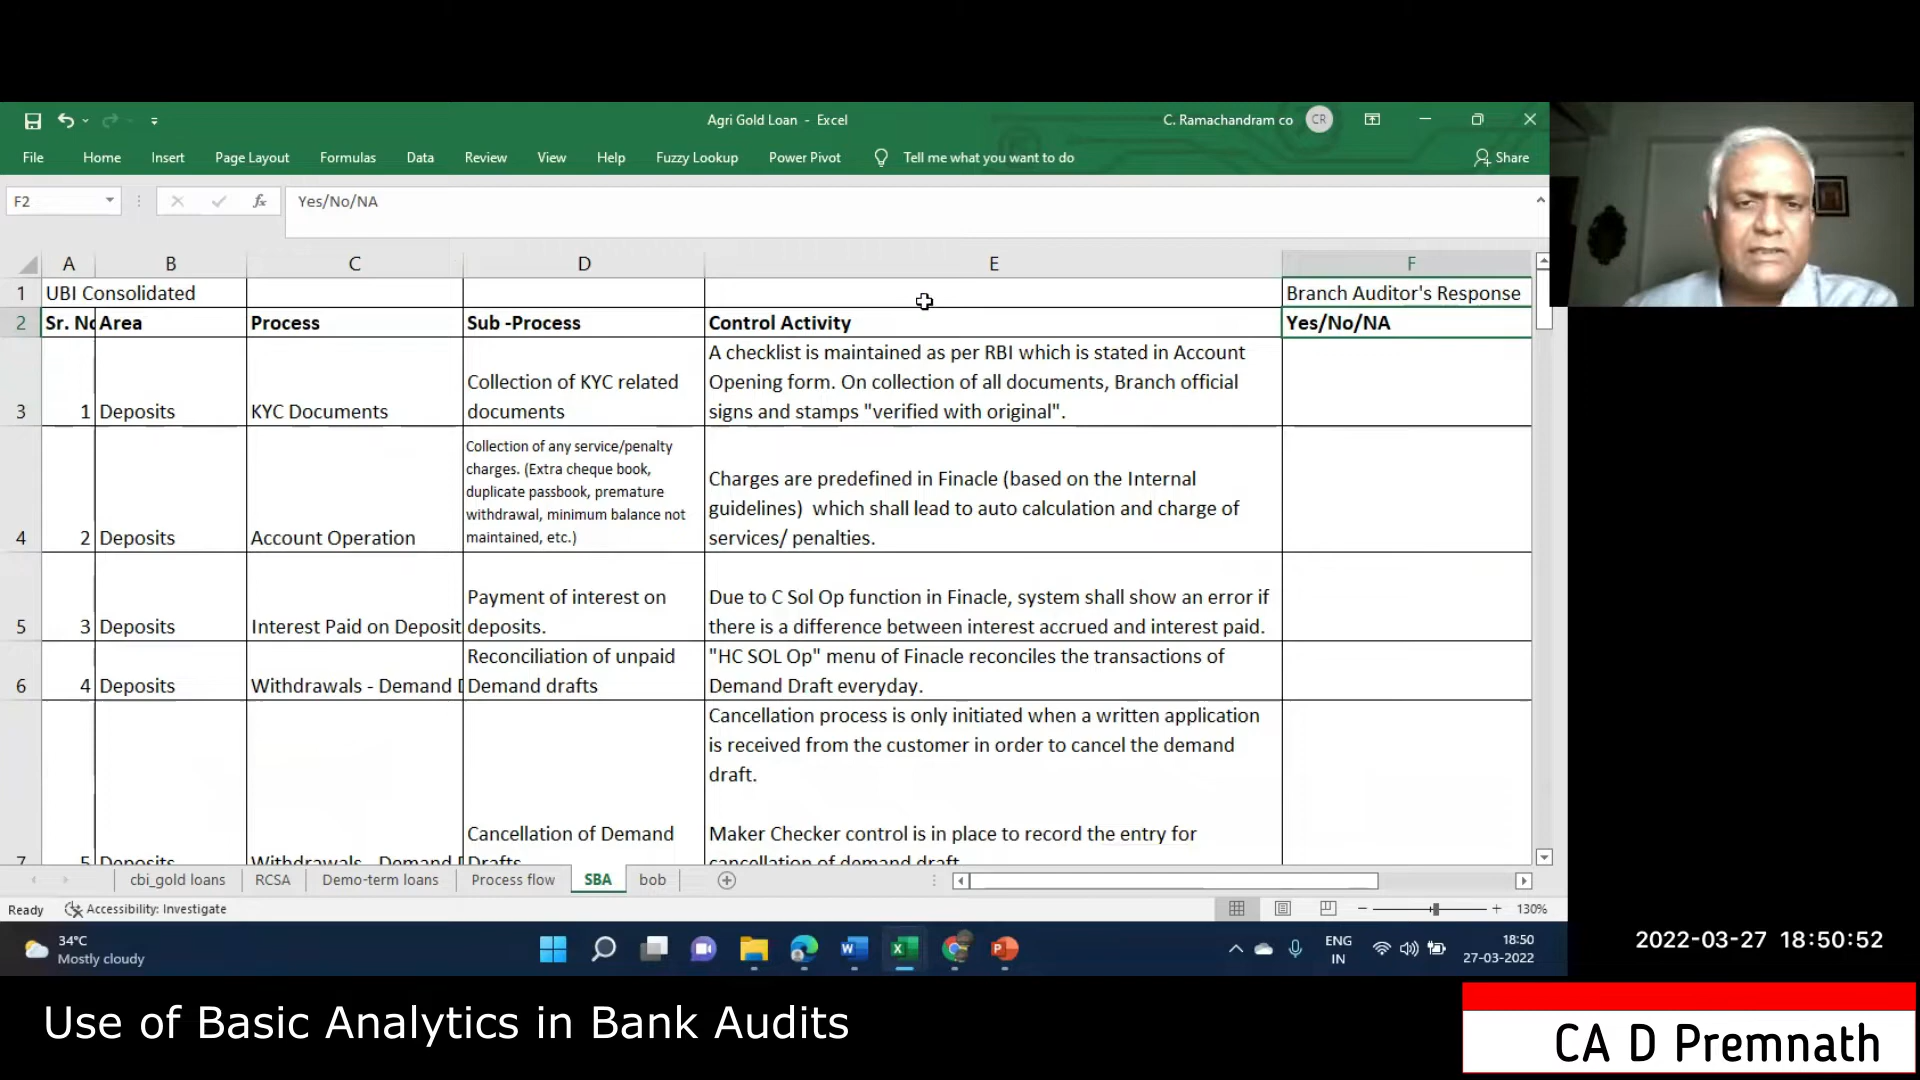 Agri Gold Loan - Excel
C. Ramachandram co CR
File Home Insert Page Layout Formulas Data Review View Help Fuzzy Lookup Power Pivot Tell me what you want to do Share
F2 fx Yes/No/NA
A B C D E F
1 UBI Consolidated Branch Auditor's Response
2 Sr. No Area Process Sub -Process Control Activity Yes/No/NA
A checklist is maintained as per RBI which is stated in Account
Collection of KYC related Opening form. On collection of all documents, Branch official
3 1 Deposits KYC Documents documents signs and stamps "verified with original".
Collection of any service/penalty
charges. (Extra cheque book, Charges are predefined in Finacle (based on the Internal
duplicate passbook, premature guidelines) which shall lead to auto calculation and charge of
withdrawal, minimum balance not
4 2 Deposits Account Operation maintained, etc.) services/ penalties.
Payment of interest on Due to C Sol Op function in Finacle, system shall show an error if
5 3 Deposits Interest Paid on Deposit deposits. there is a difference between interest accrued and interest paid.
Reconciliation of unpaid "HC SOL Op" menu of Finacle reconciles the transactions of
6 4 Deposits Withdrawals - Demand D Demand drafts Demand Draft everyday.
Cancellation process is only initiated when a written application
is received from the customer in order to cancel the demand
draft.
Cancellation of Demand Maker Checker control is in place to record the entry for
7 5 Deposits Withdrawals - Demand D Drafts cancellation of demand draft
cbi_gold loans RCSA Demo-term loans Process flow SBA bob
Ready Accessibility: Investigate 130%
34°C
Mostly cloudy
ENG
IN
18:50
27-03-2022
2022-03-27 18:50:52
Use of Basic Analytics in Bank Audits
CA D Premnath